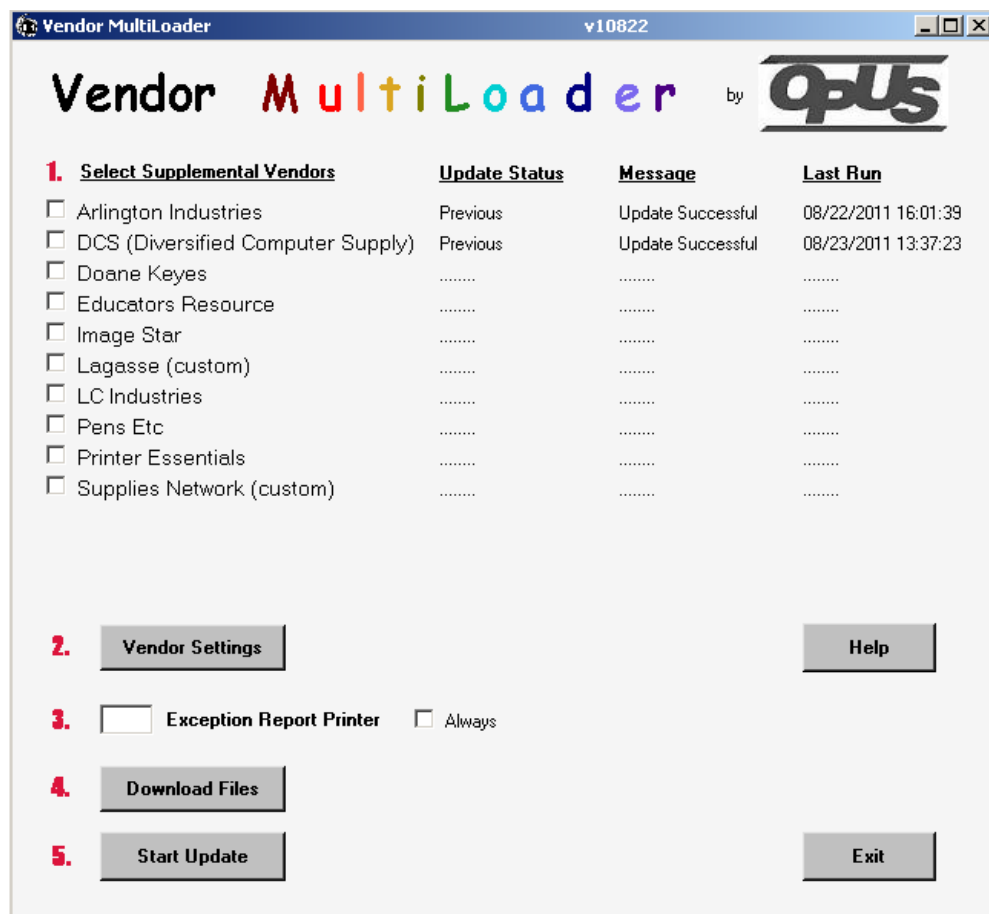 Vendor MultiLoader v10822
Vendor MultiLoader by OpUs
1. Select Supplemental Vendors Update Status Message Last Run
Arlington Industries Previous Update Successful 08/22/2011 16:01:39
DCS (Diversified Computer Supply) Previous Update Successful 08/23/2011 13:37:23
Doane Keyes ........ ........ ........
Educators Resource ........ ........ ........
Image Star ........ ........ ........
Lagasse (custom) ........ ........ ........
LC Industries ........ ........ ........
Pens Etc ........ ........ ........
Printer Essentials ........ ........ ........
Supplies Network (custom) ........ ........ ........
2. Vendor Settings Help
3. Exception Report Printer Always
4. Download Files
5. Start Update Exit